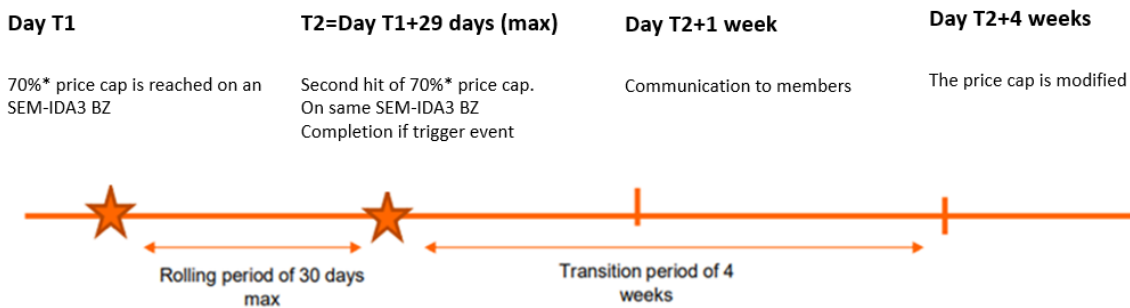 Day T1
T2=Day T1+29 days (max)
Day T2+1 week
Day T2+4 weeks
70%* price cap is reached on an
SEM-IDA3 BZ
Second hit of 70%* price cap.
On same SEM-IDA3 BZ
Completion if trigger event
Communication to members
The price cap is modified
Rolling period of 30 days
max
Transition period of 4
weeks